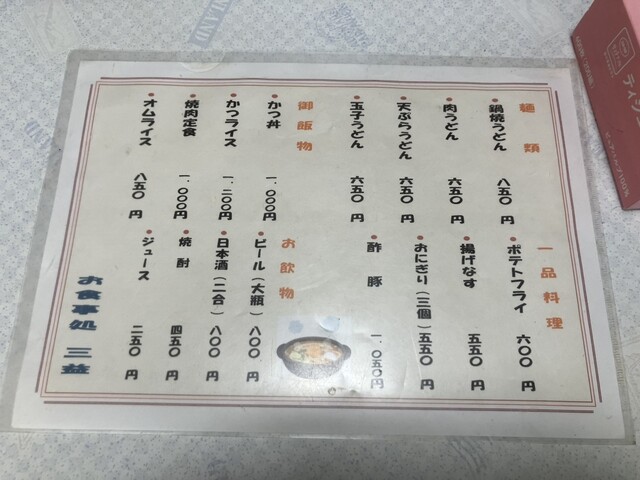 麺類
・鍋焼うどん 八五〇円
・肉うどん 六五〇円
・天ぷらうどん 六五〇円
・玉子うどん 六五〇円
御飯物
・かつ丼 一、〇〇〇円
・かつライス 一、二〇〇円
・焼肉定食 一、〇〇〇円
・オムライス 八五〇円
一品料理
・ポテトフライ 六〇〇円
・揚げなす 五五〇円
・おにぎり(三個) 五五〇円
・酢豚 一、〇五〇円
お飲物
・ビール(大瓶) 八〇〇円
・日本酒(二合) 八〇〇円
・焼酎 四五〇円
・ジュース 二五〇円
お食事処 三益